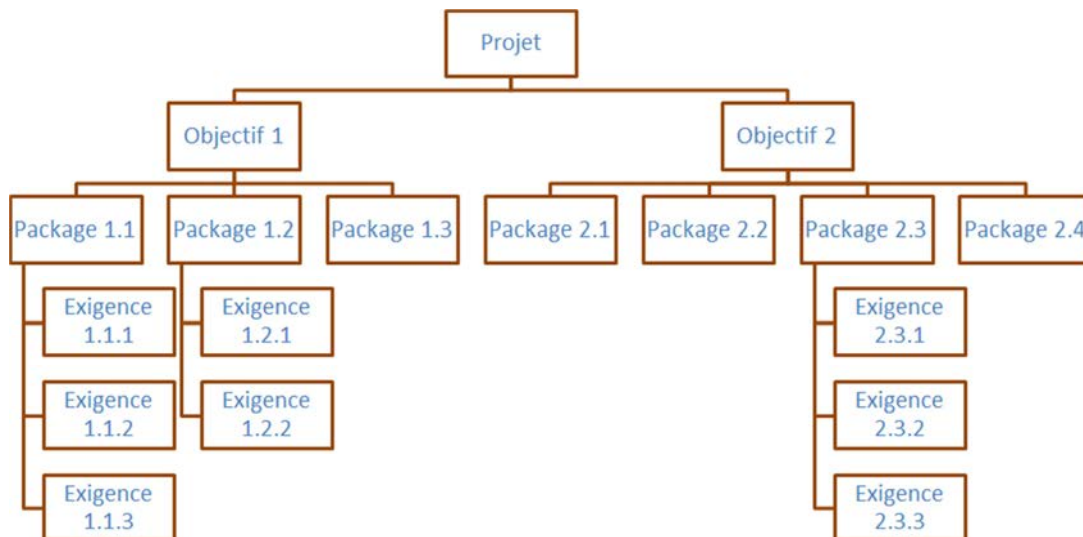 Projet
Objectif 1
Objectif 2
Package 1.1
Package 1.2
Package 1.3
Package 2.1
Package 2.2
Package 2.3
Package 2.4
Exigence
1.1.1
Exigence
1.2.1
Exigence
2.3.1
Exigence
1.1.2
Exigence
1.2.2
Exigence
2.3.2
Exigence
1.1.3
Exigence
2.3.3